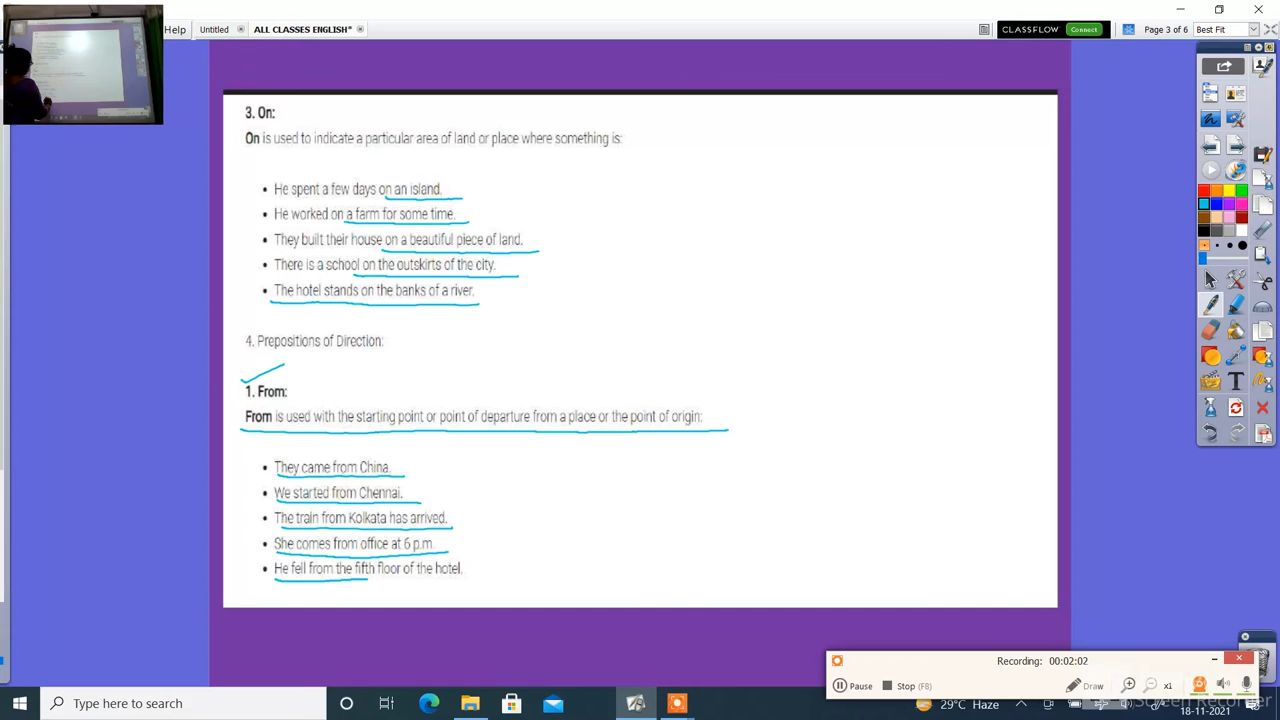 Help
Untitled
ALL CLASSES ENGLISH*
CLASSFLOW
Connect
Page 3 of 6
Best Fit
3. On:
On is used to indicate a particular area of land or place where something is:
• He spent a few days on an island.
• He worked on a farm for some time.
• They built their house on a beautiful piece of land.
• There is a school on the outskirts of the city.
• The hotel stands on the banks of a river.
4. Prepositions of Direction:
1. From:
From is used with the starting point or point of departure from a place or the point of origin:
• They came from China.
• We started from Chennai.
• The train from Kolkata has arrived.
• She comes from office at 6 p.m.
• He fell from the fifth floor of the hotel.
Recording: 00:02:02
Pause
Stop (F8)
Draw
x1
Screen Recorder
Type here to search
29°C Haze
18-11-2021